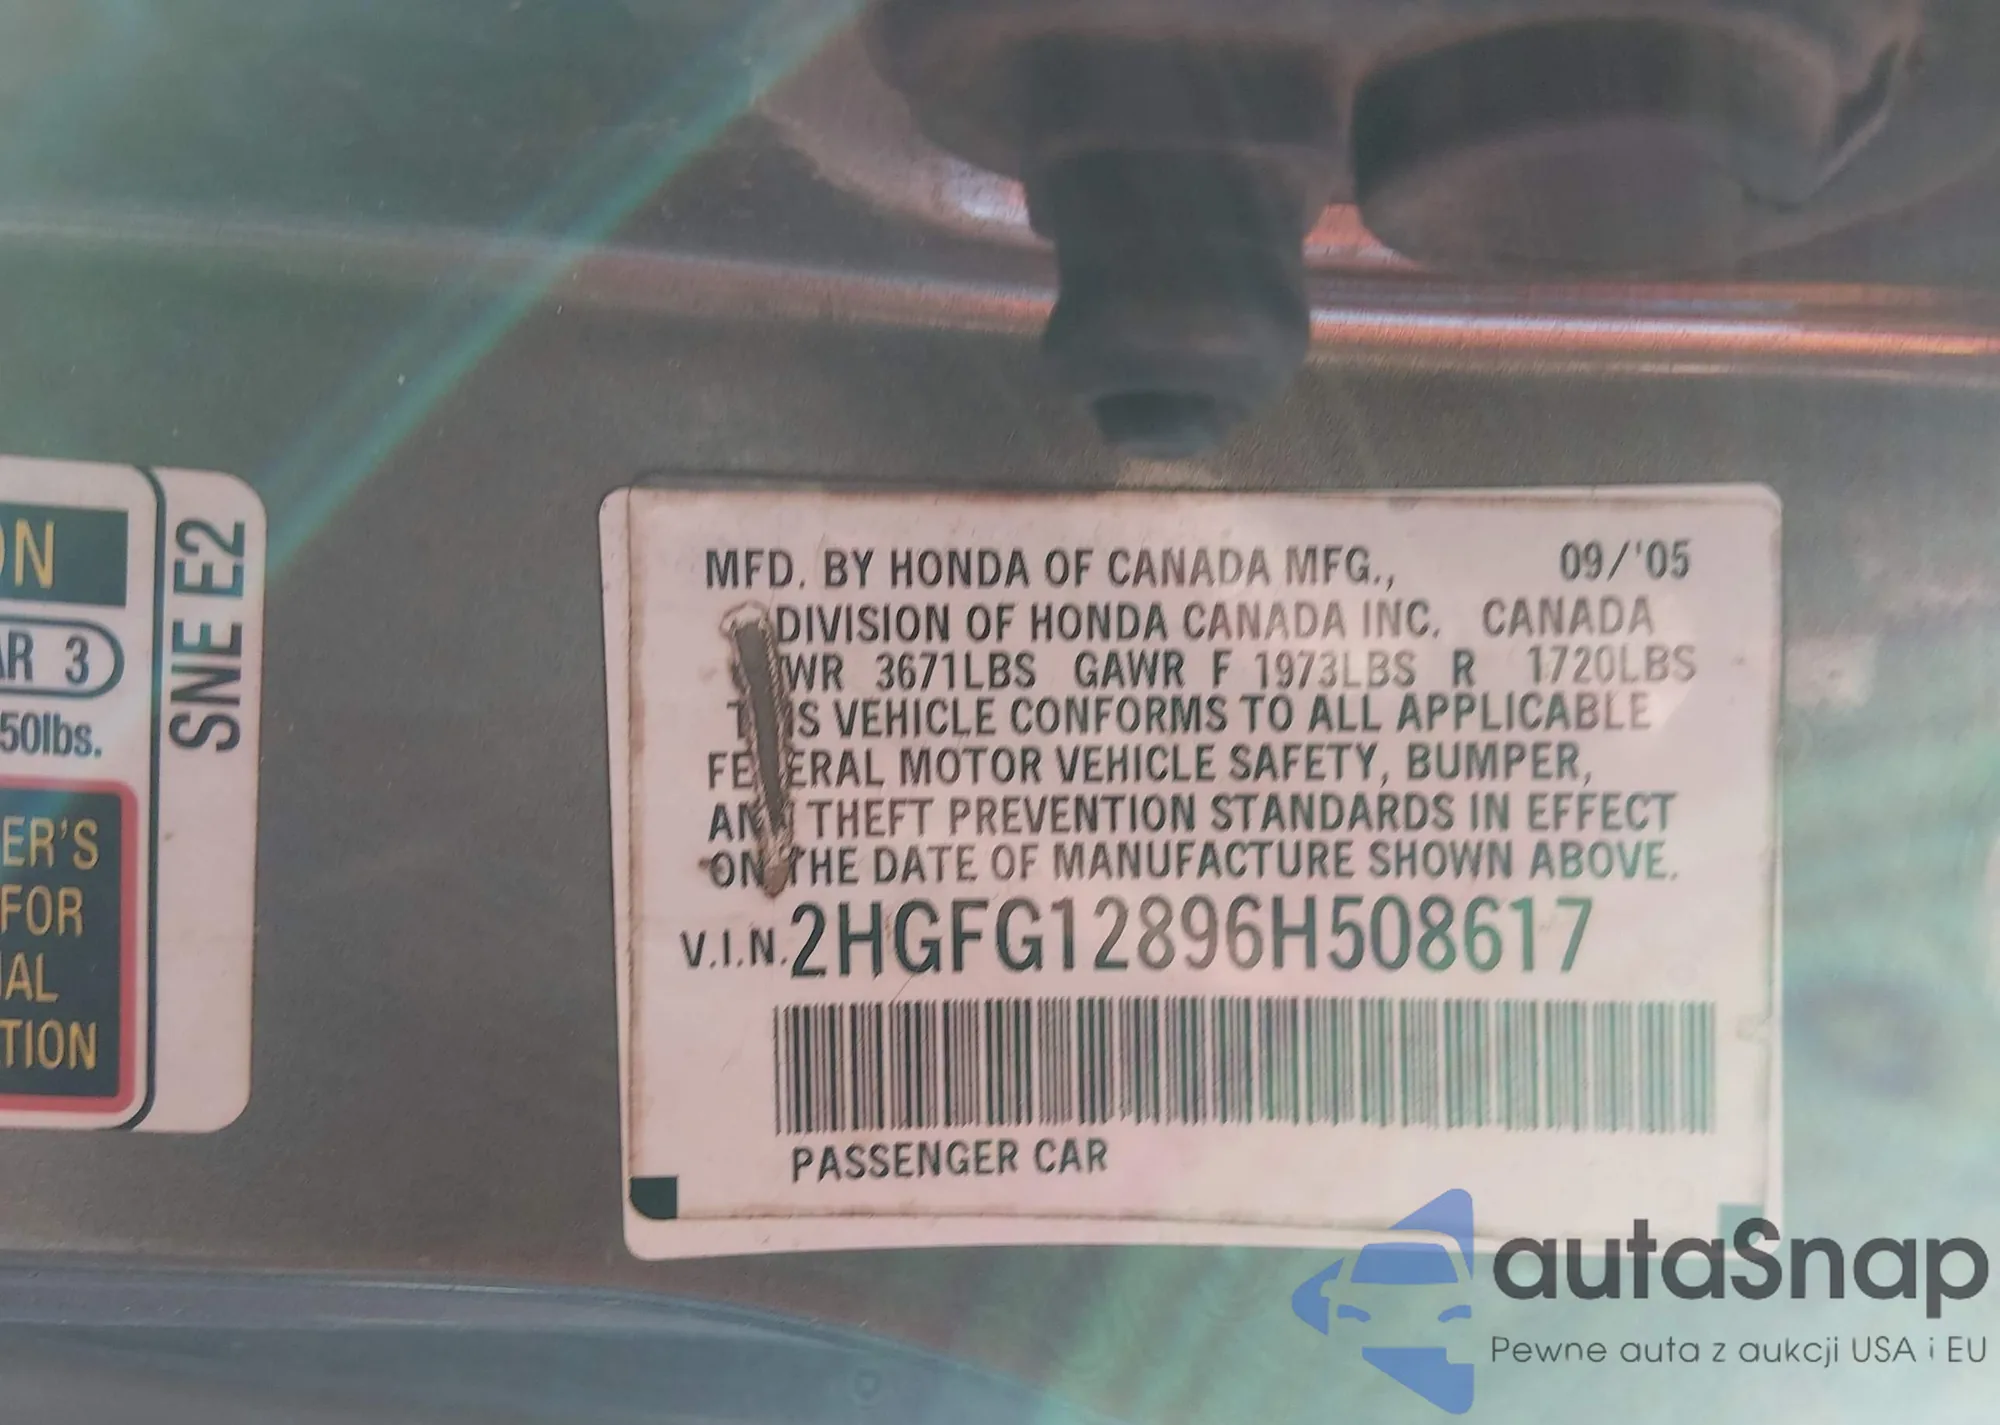 ON
AR 3
50lbs.
ER'S
FOR
IAL
TION
SNE E2
MFD. BY HONDA OF CANADA MFG., 09/'05
DIVISION OF HONDA CANADA INC. CANADA
WR 3671LBS GAWR F 1973LBS R 1720LBS
T IS VEHICLE CONFORMS TO ALL APPLICABLE
FE ERAL MOTOR VEHICLE SAFETY, BUMPER,
AN THEFT PREVENTION STANDARDS IN EFFECT
ON THE DATE OF MANUFACTURE SHOWN ABOVE.
V.I.N. 2HGFG12896H508617
PASSENGER CAR
autaSnap
Pewne auta z aukcji USA i EU